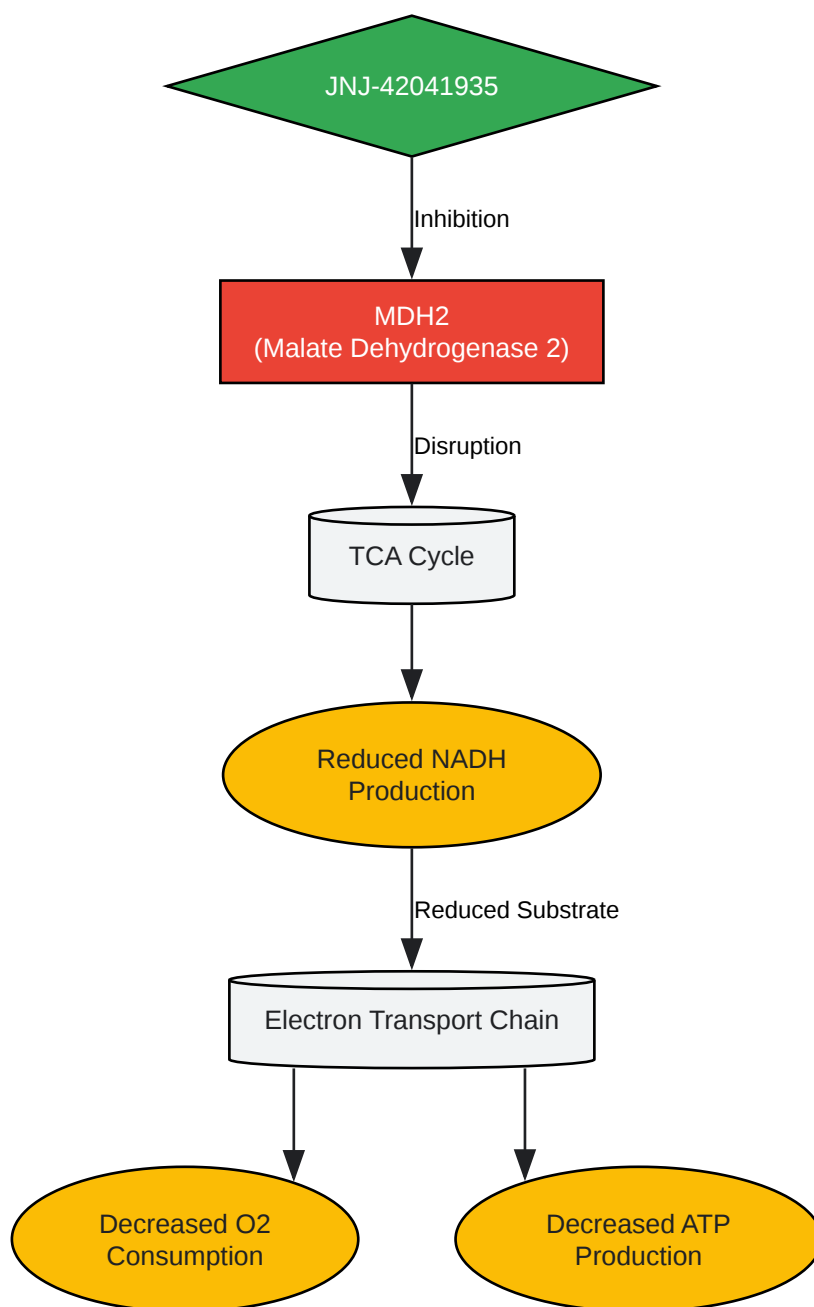 JNJ-42041935
Inhibition
MDH2
(Malate Dehydrogenase 2)
Disruption
TCA Cycle
Reduced NADH
Production
Reduced Substrate
Electron Transport Chain
Decreased O2
Consumption
Decreased ATP
Production